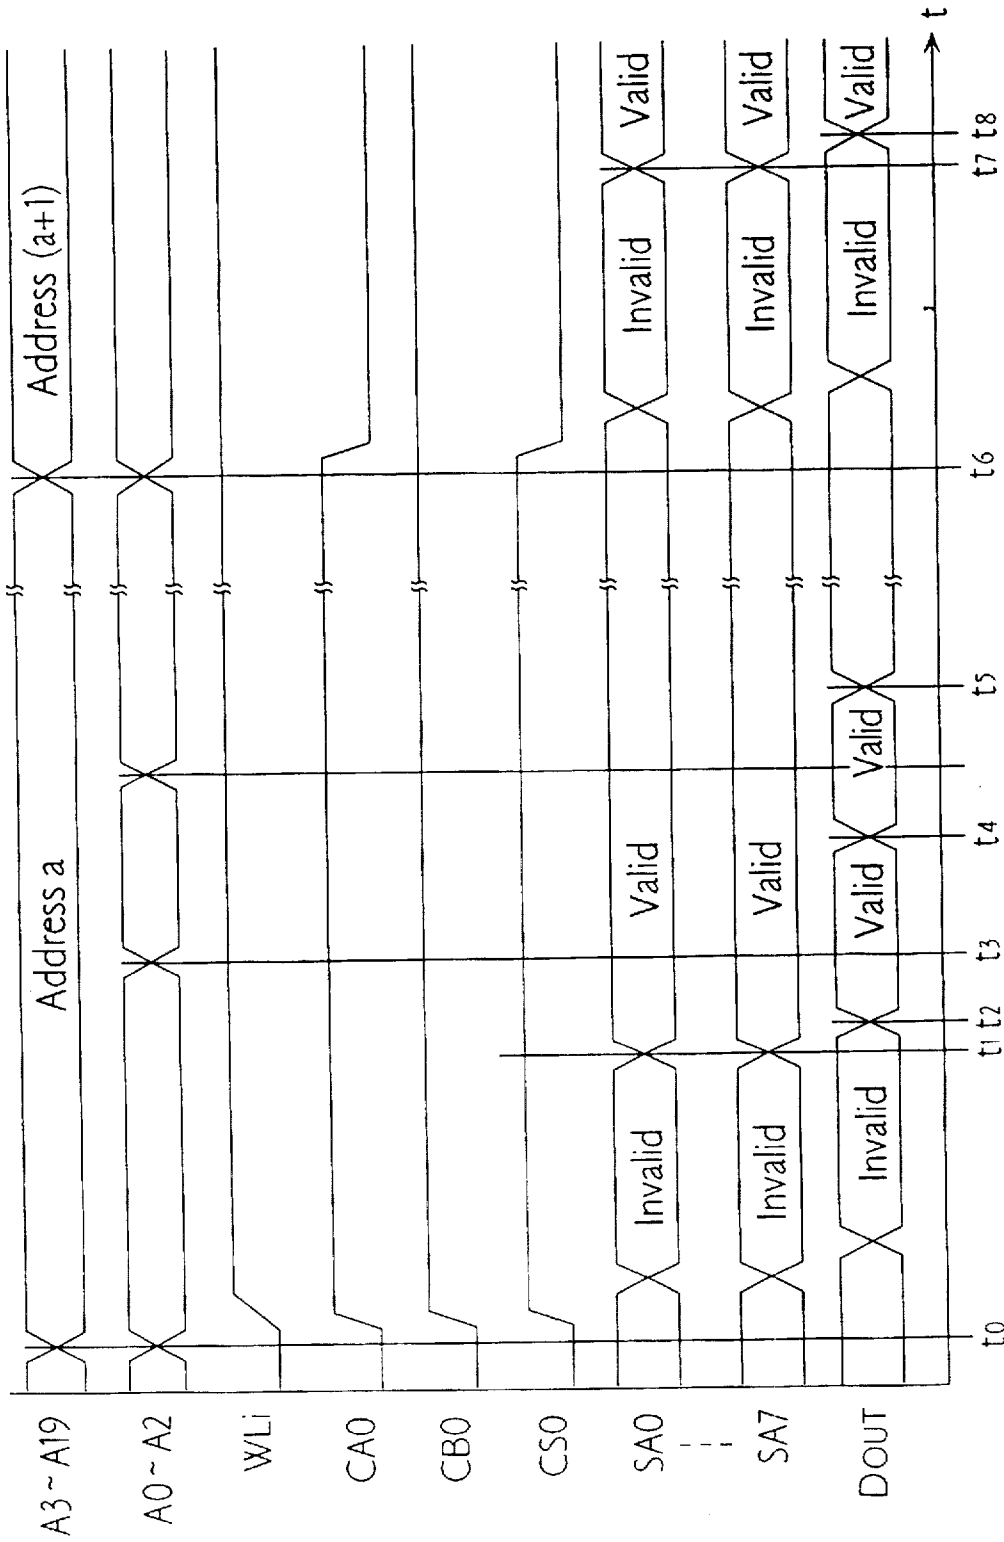 A3~A19 Address a Address (a+1)
A0~A2
WLi
CA0
CB0
CS0
SA0 Invalid Valid Invalid Valid
SA7 Invalid Valid Invalid Valid
DOUT Invalid Valid Valid Invalid Valid
t0 t1 t2 t3 t4 t5 t6 t7 t8 t